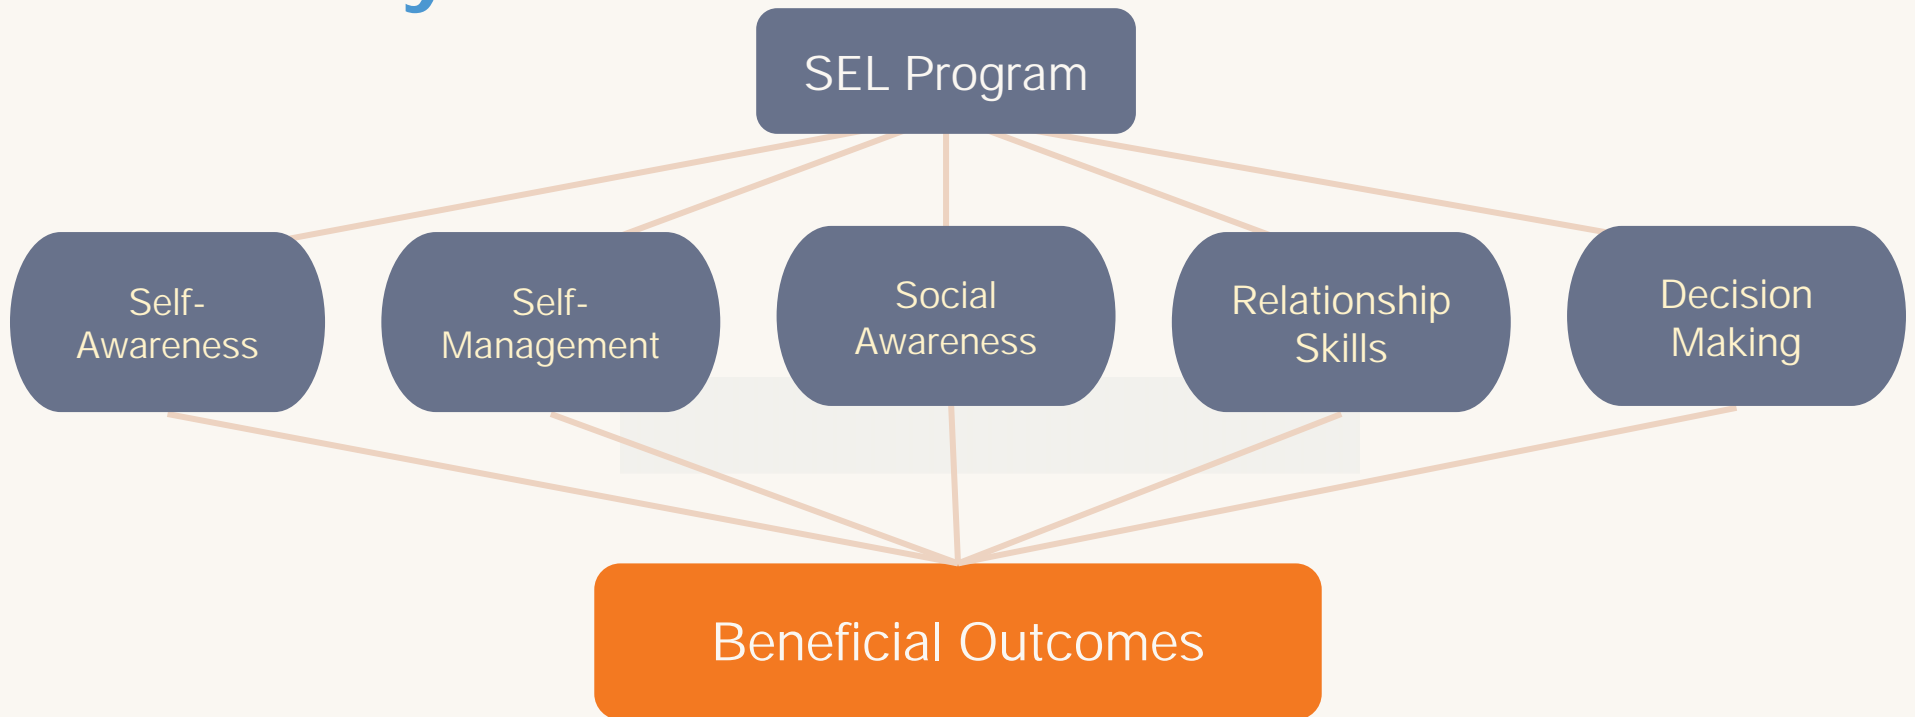 SEL Program
Self-
Awareness
Self-
Management
Social
Awareness
Relationship
Skills
Decision
Making
Beneficial Outcomes